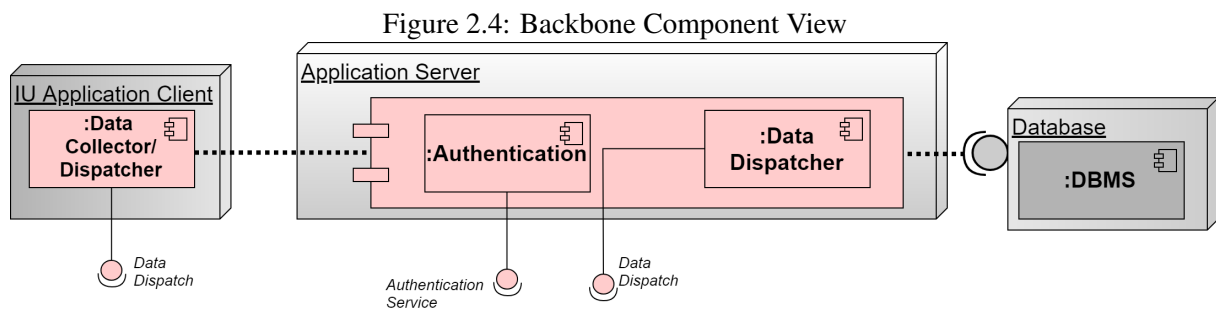 Figure 2.4: Backbone Component View
IU Application Client
:Data
Collector/
Dispatcher
Data
Dispatch
Application Server
:Authentication
Authentication
Service
:Data
Dispatcher
Data
Dispatch
Database
:DBMS